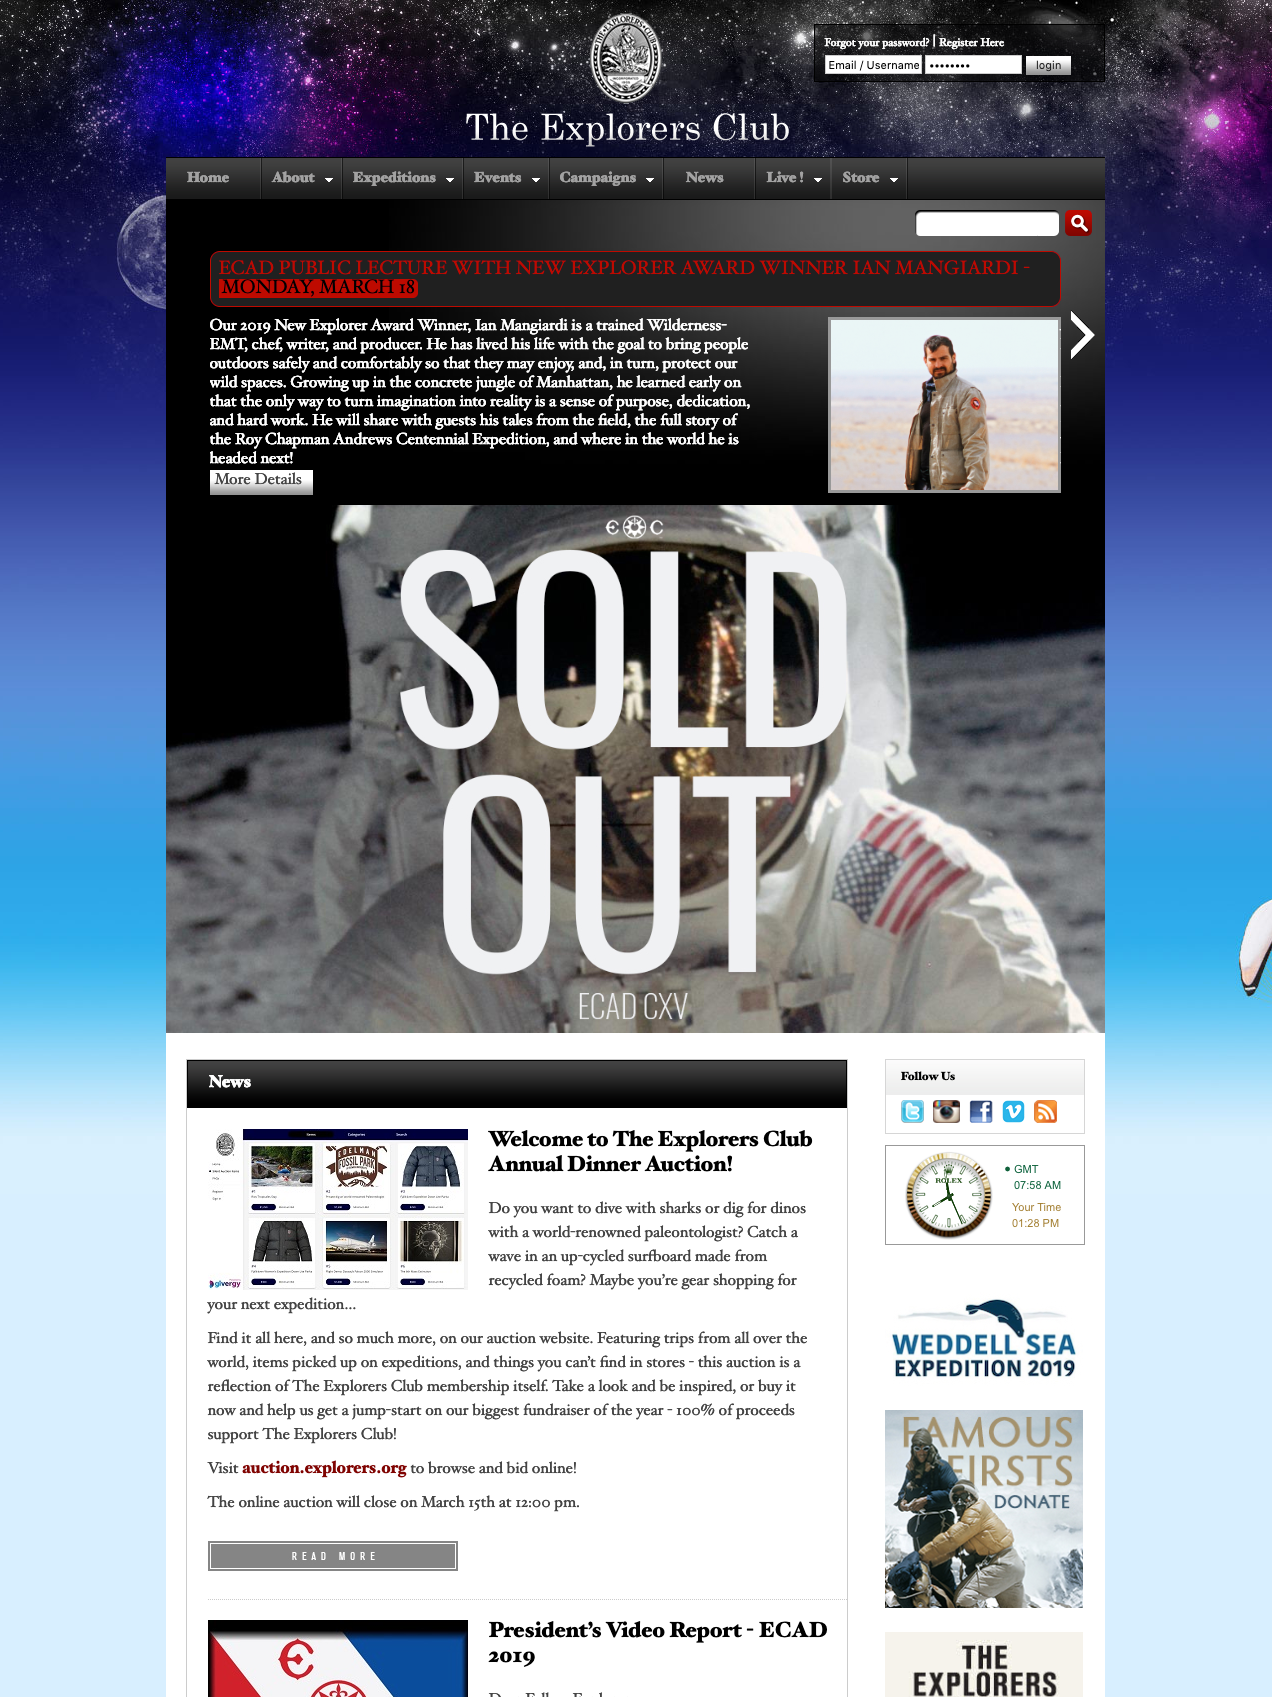 Forgot your password? | Register Here
Email / Username •••••••• login
The Explorers Club
Home About Expeditions Events Campaigns News Live ! Store
ECAD PUBLIC LECTURE WITH NEW EXPLORER AWARD WINNER IAN MANGIARDI -
MONDAY, MARCH 18
Our 2019 New Explorer Award Winner, Ian Mangiardi is a trained Wilderness-
EMT, chef, writer, and producer. He has lived his life with the goal to bring people
outdoors safely and comfortably so that they may enjoy, and, in turn, protect our
wild spaces. Growing up in the concrete jungle of Manhattan, he learned early on
that the only way to turn imagination into reality is a sense of purpose, dedication,
and hard work. He will share with guests his tales from the field, the full story of
the Roy Chapman Andrews Centennial Expedition, and where in the world he is
headed next!
More Details
SOLD
OUT
ECAD CXV
News
Welcome to The Explorers Club
Annual Dinner Auction!
Do you want to dive with sharks or dig for dinos
with a world-renowned paleontologist? Catch a
wave in an up-cycled surfboard made from
recycled foam? Maybe you're gear shopping for
your next expedition...
Find it all here, and so much more, on our auction website. Featuring trips from all over the
world, items picked up on expeditions, and things you can't find in stores - this auction is a
reflection of The Explorers Club membership itself. Take a look and be inspired, or buy it
now and help us get a jump-start on our biggest fundraiser of the year - 100% of proceeds
support The Explorers Club!
Visit auction.explorers.org to browse and bid online!
The online auction will close on March 15th at 12:00 pm.
READ MORE
President's Video Report - ECAD
2019
EDELMAN
FOSSIL PARK
givergy
Follow Us
ROLEX
GMT
07:58 AM
Your Time
01:28 PM
WEDDELL SEA
EXPEDITION 2019
FAMOUS
FIRSTS
DONATE
THE
EXPLORERS